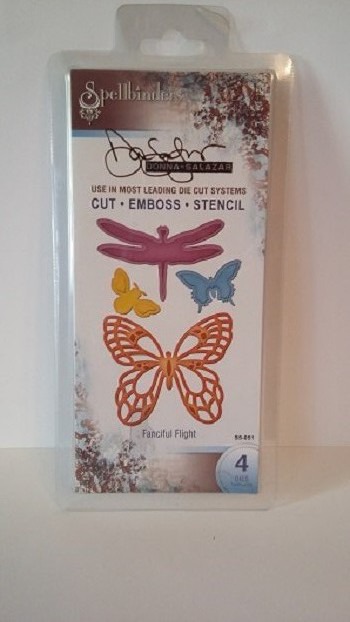 Spellbinders
DONNA SALAZAR
USE IN MOST LEADING DIE CUT SYSTEMS
CUT • EMBOSS • STENCIL
Fanciful Flight
4